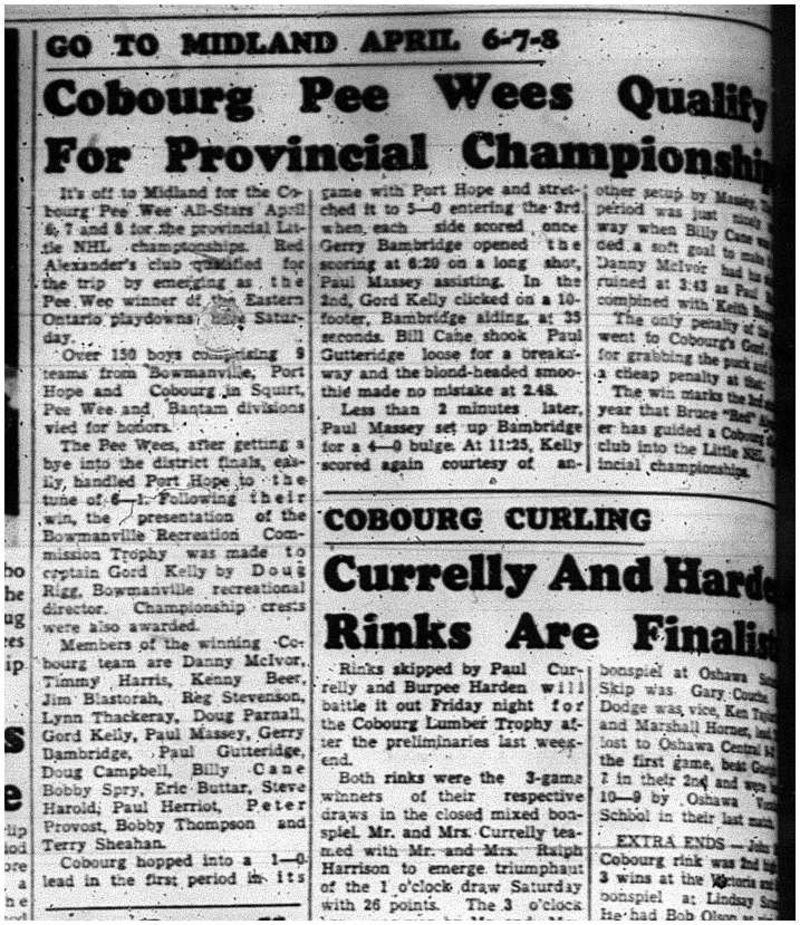 GO TO MIDLAND APRIL 6-7-8
Cobourg Pee Wees Qualify
For Provincial Championship
It's off to Midland for the Co-
bourg Pee Wee All-Stars April
6, 7 and 8 for the provincial Lit-
tle NHL championships. Red
Alexander's club qualified for
the trip by emerging as the
Pee Wee winner of the Eastern
Ontario playdowns here Satur-
day.
Over 150 boys comprising 9
teams from Bowmanville, Port
Hope and Cobourg in Squirt,
Pee Wee and Bantam divisions
vied for honors.
The Pee Wees, after getting a
bye into the district finals, eas-
ily, handled Port Hope to the
tune of 6—1. Following their
win, the presentation of the
Bowmanville Recreation Com-
mission Trophy was made to
captain Gord Kelly by Doug
Rigg, Bowmanville recreational
director. Championship crests
were also awarded.
Members of the winning Co-
bourg team are Danny McIvor,
Timmy Harris, Kenny Beer,
Jim Blastorah, Reg Stevenson,
Lynn Thackeray, Doug Parnall,
Gord Kelly, Paul Massey, Gerry
Bambridge, Paul Gutteridge,
Doug Campbell, Billy Cane
Bobby Spry, Eric Buttar, Steve
Harold, Paul Herriot, Peter
Provost, Bobby Thompson and
Terry Sheahan.
Cobourg hopped into a 1—0
lead in the first period in its
game with Port Hope and stret-
ched it to 5—0 entering the 3rd
when each side scored once
Gerry Bambridge opened the
scoring at 6:20 on a long shot,
Paul Massey assisting. In the
2nd, Gord Kelly clicked on a 10-
footer, Bambridge aiding, at 35
seconds. Bill Cane shook Paul
Gutteridge loose for a breaka-
way and the blond-headed smoo-
thie made no mistake at 2.48.
Less than 2 minutes later,
Paul Massey set up Bambridge
for a 4—0 bulge. At 11:25, Kelly
scored again courtesy of an-
other setup by Massey.
period was just
way when Billy Cane
ded a soft goal to make
Danny McIvor had his
ruined at 3:43 as Paul
combined with Keith
The only penalty of
went to Cobourg's Gord
for grabbing the puck and
a cheap penalty at that.
The win marks the
year that Bruce "Red"
er has guided a Cobourg
club into the Little NHL
incial championships.
COBOURG CURLING
Currelly And Harde
Rinks Are Finalist
Rinks skipped by Paul Cur-
relly and Burpee Harden will
battle it out Friday night for
the Cobourg Lumber Trophy af-
ter the preliminaries last week-
end.
Both rinks were the 3-game
winners of their respective
draws in the closed mixed bon-
spiel. Mr. and Mrs. Currelly tea-
med with Mr. and Mrs. Ralph
Harrison to emerge triumphant
of the 1 o'clock draw Saturday
with 26 points. The 3 o'clock
bonspiel at Oshawa
Skip was Gary
Dodge was vice, Ken
and Marshall Horner,
lost to Oshawa Central
the first game, beat
7 in their 2nd and were
10—9 by Oshawa
School in their last
EXTRA ENDS — John
Cobourg rink was 2nd
3 wins at the Victoria and
bonspiel at Lindsay
He had Bob Olson